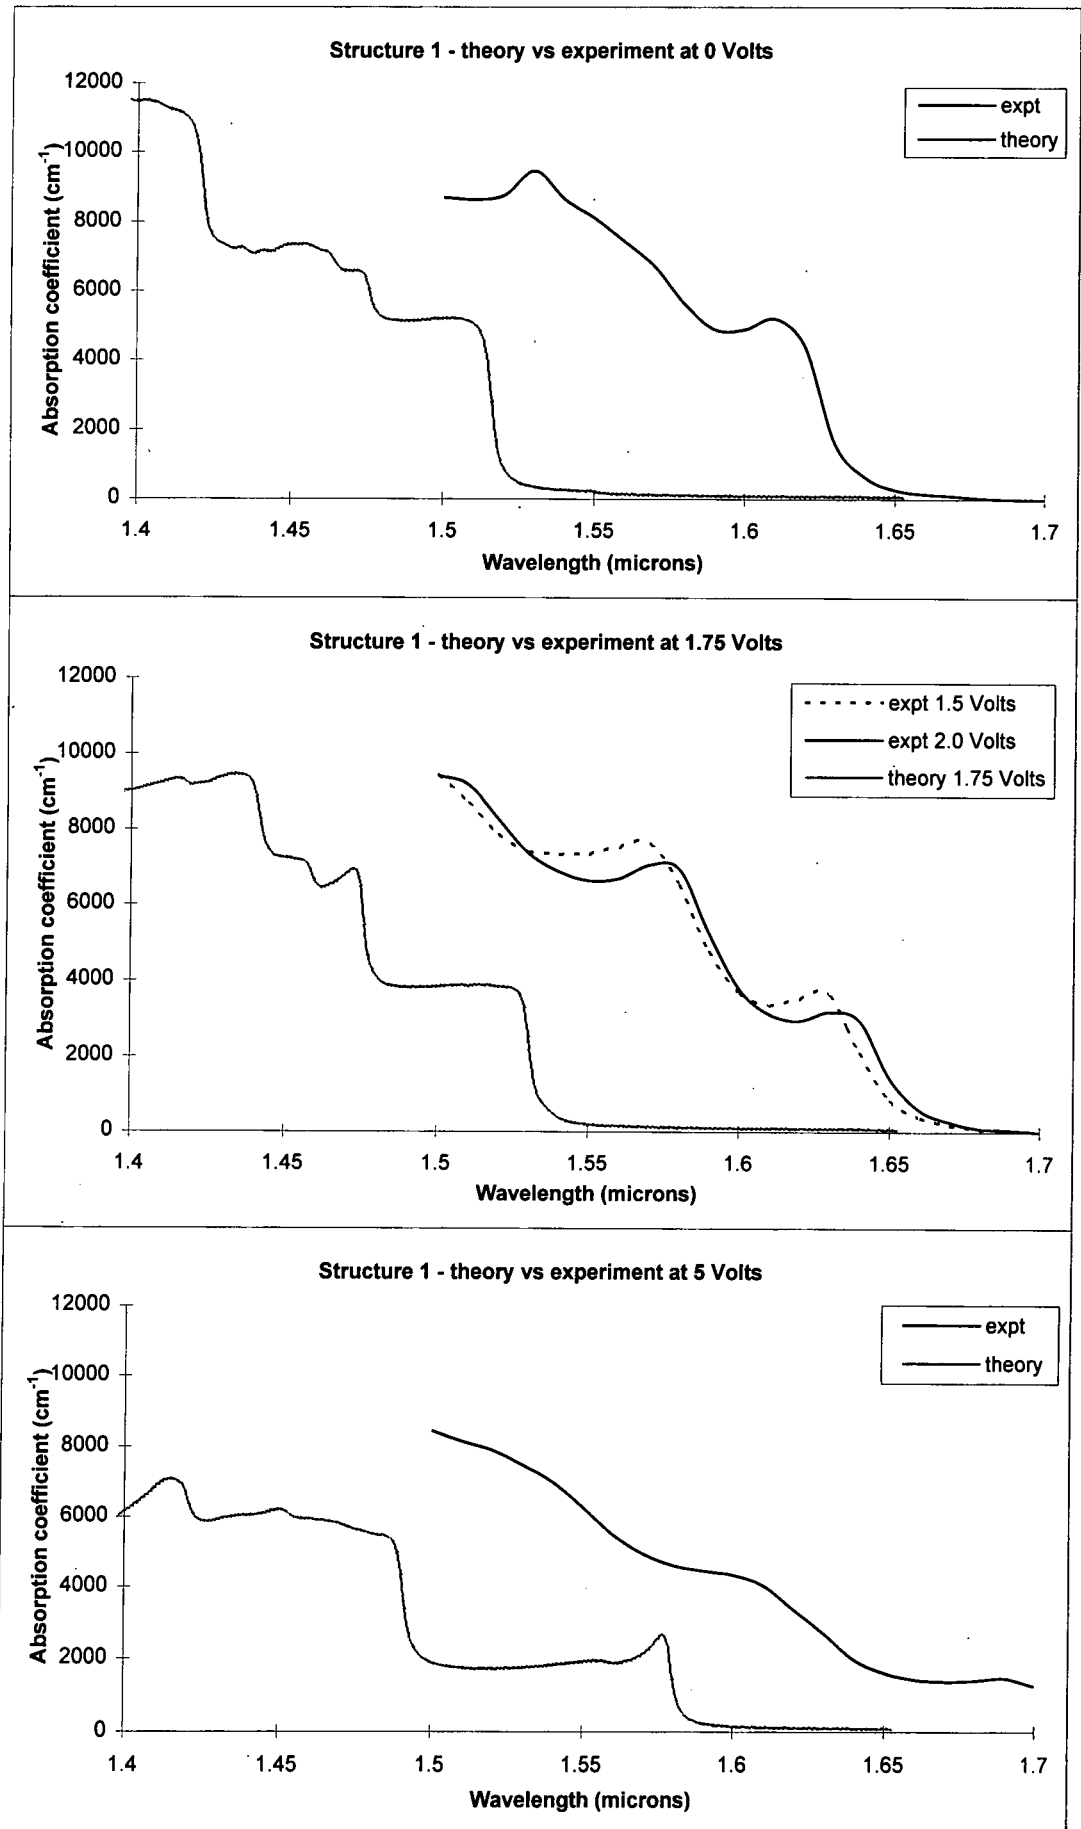 Structure 1 - theory vs experiment at 0 Volts
expt
theory
Absorption coefficient (cm-1)
12000
10000
8000
6000
4000
2000
0
1.4 1.45 1.5 1.55 1.6 1.65 1.7
Wavelength (microns)
Structure 1 - theory vs experiment at 1.75 Volts
expt 1.5 Volts
expt 2.0 Volts
theory 1.75 Volts
Absorption coefficient (cm-1)
12000
10000
8000
6000
4000
2000
0
1.4 1.45 1.5 1.55 1.6 1.65 1.7
Wavelength (microns)
Structure 1 - theory vs experiment at 5 Volts
expt
theory
Absorption coefficient (cm-1)
12000
10000
8000
6000
4000
2000
0
1.4 1.45 1.5 1.55 1.6 1.65 1.7
Wavelength (microns)